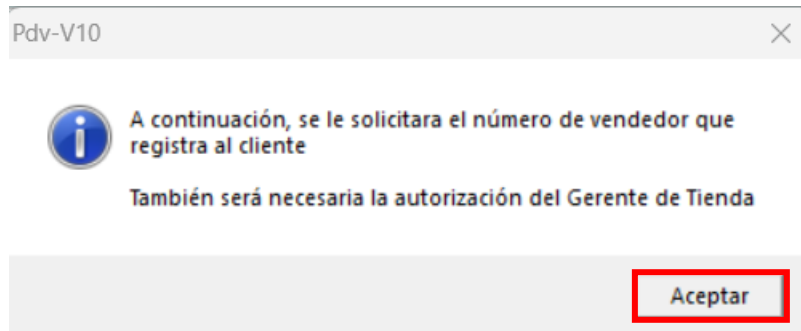 Pdv-V10
A continuación, se le solicitara el número de vendedor que
registra al cliente
También será necesaria la autorización del Gerente de Tienda
Aceptar